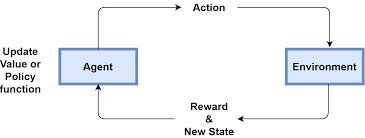 Action
Update
Value or
Policy
function
Agent
Environment
Reward
&
New State